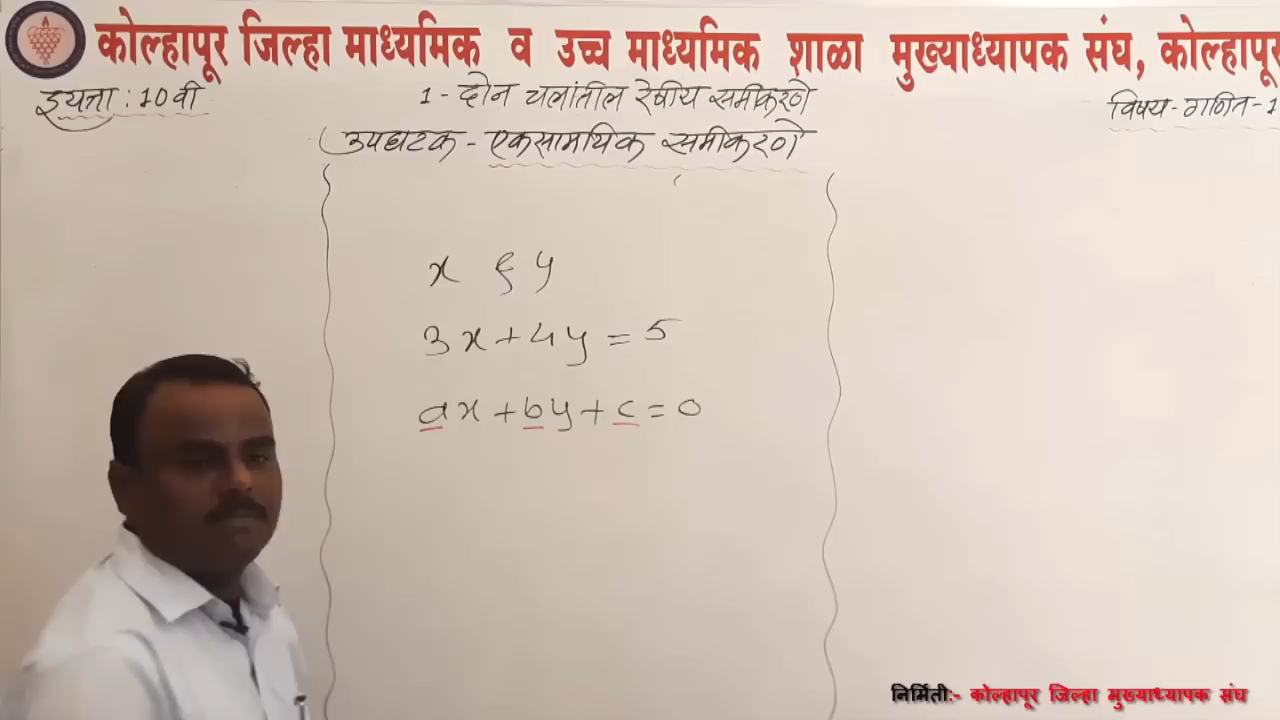 कोल्हापूर जिल्हा माध्यमिक व उच्च माध्यमिक शाळा मुख्याध्यापक संघ, कोल्हापूर
इयत्ता : 10 वी
1 - दोन चलांतील रेषीय समीकरणे
विषय - गणित - 1
उपघटक - एकसामयिक समीकरणे
x ξ y
3x + 4y = 5
ax + by + c = 0
निर्मिती:- कोल्हापूर जिल्हा मुख्याध्यापक संघ